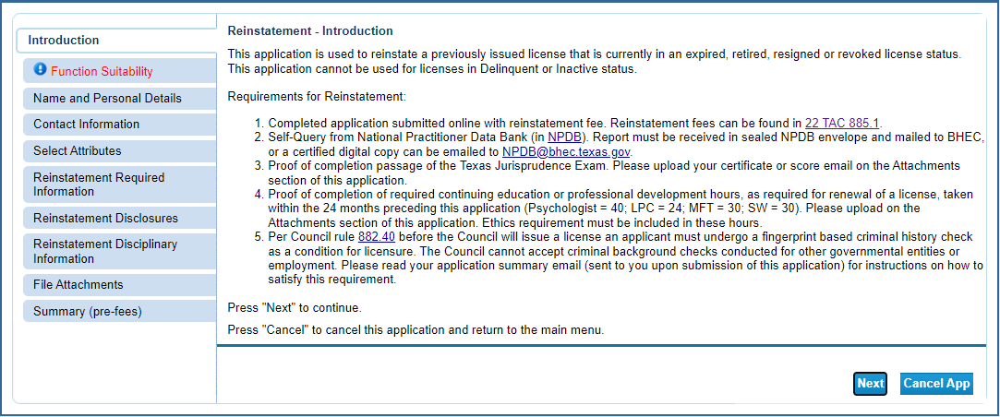 Introduction
Function Suitability
Name and Personal Details
Contact Information
Select Attributes
Reinstatement Required
Information
Reinstatement Disclosures
Reinstatement Disciplinary
Information
File Attachments
Summary (pre-fees)
Reinstatement - Introduction
This application is used to reinstate a previously issued license that is currently in an expired, retired, resigned or revoked license status.
This application cannot be used for licenses in Delinquent or Inactive status.
Requirements for Reinstatement:
1. Completed application submitted online with reinstatement fee. Reinstatement fees can be found in 22 TAC 885.1.
2. Self-Query from National Practitioner Data Bank (in NPDB). Report must be received in sealed NPDB envelope and mailed to BHEC,
or a certified digital copy can be emailed to NPDB@bhec.texas.gov.
3. Proof of completion passage of the Texas Jurisprudence Exam. Please upload your certificate or score email on the Attachments
section of this application.
4. Proof of completion of required continuing education or professional development hours, as required for renewal of a license, taken
within the 24 months preceding this application (Psychologist = 40; LPC = 24; MFT = 30; SW = 30). Please upload on the
Attachments section of this application. Ethics requirement must be included in these hours.
5. Per Council rule 882.40 before the Council will issue a license an applicant must undergo a fingerprint based criminal history check
as a condition for licensure. The Council cannot accept criminal background checks conducted for other governmental entities or
employment. Please read your application summary email (sent to you upon submission of this application) for instructions on how to
satisfy this requirement.
Press "Next" to continue.
Press "Cancel" to cancel this application and return to the main menu.
Next Cancel App